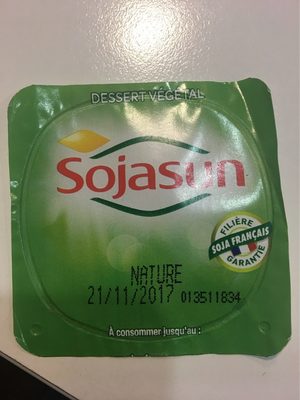 DESSERT VÉGÉTAL
Sojasun
FILIÈRE
SOJA FRANÇAIS
GARANTIE
NATURE
21/11/2017 013511834
À consommer jusqu'au :